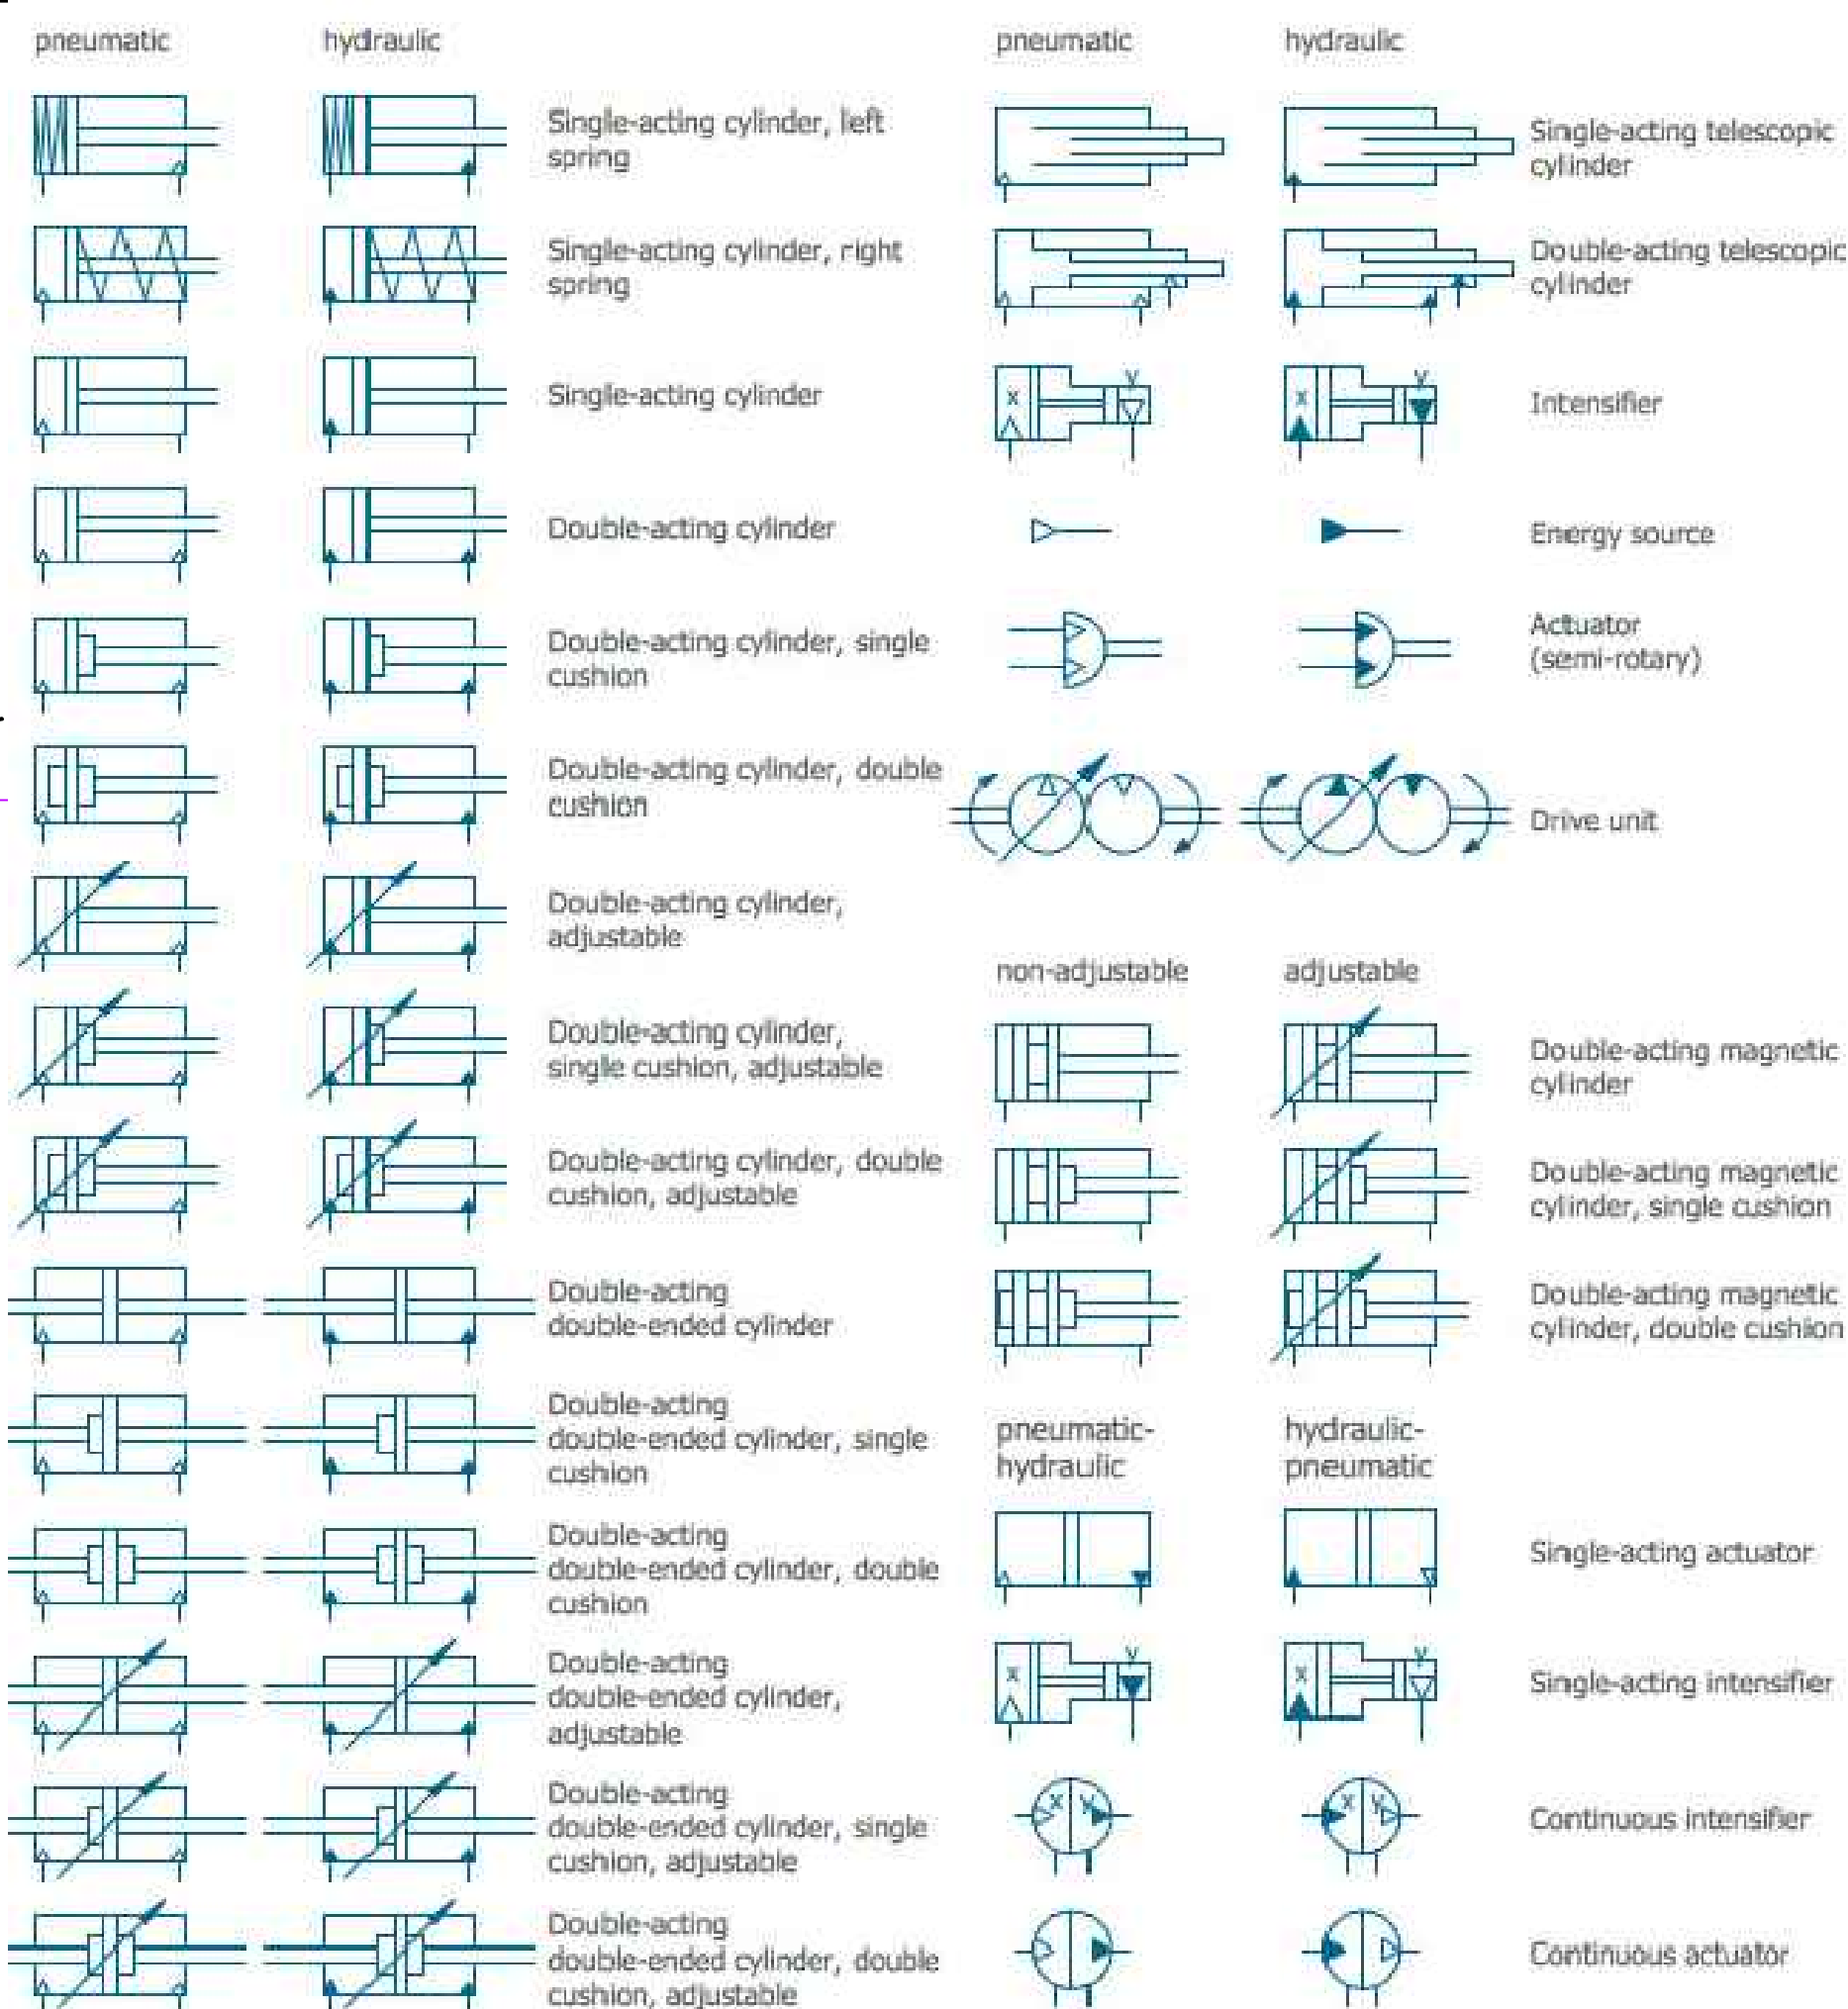 pneumatic
hydraulic
Single-acting cylinder, left
spring
Single-acting cylinder, right
spring
Single-acting cylinder
Double-acting cylinder
Double-acting cylinder, single
cushion
Double-acting cylinder, double
cushion
Double-acting cylinder,
adjustable
Double-acting cylinder,
single cushion, adjustable
Double-acting cylinder, double
cushion, adjustable
Double-acting
double-ended cylinder
Double-acting
double-ended cylinder, single
cushion
Double-acting
double-ended cylinder, double
cushion
Double-acting
double-ended cylinder,
adjustable
Double-acting
double-ended cylinder, single
cushion, adjustable
Double-acting
double-ended cylinder, double
cushion, adjustable
pneumatic
hydraulic
Single-acting telescopic
cylinder
Double-acting telescopic
cylinder
x y
x y
Intensifier
Energy source
Actuator
(semi-rotary)
Drive unit
non-adjustable
adjustable
Double-acting magnetic
cylinder
Double-acting magnetic
cylinder, single cushion
Double-acting magnetic
cylinder, double cushion
pneumatic-
hydraulic
hydraulic-
pneumatic
Single-acting actuator
x y
x y
Single-acting intensifier
x y
x y
Continuous intensifier
Continuous actuator